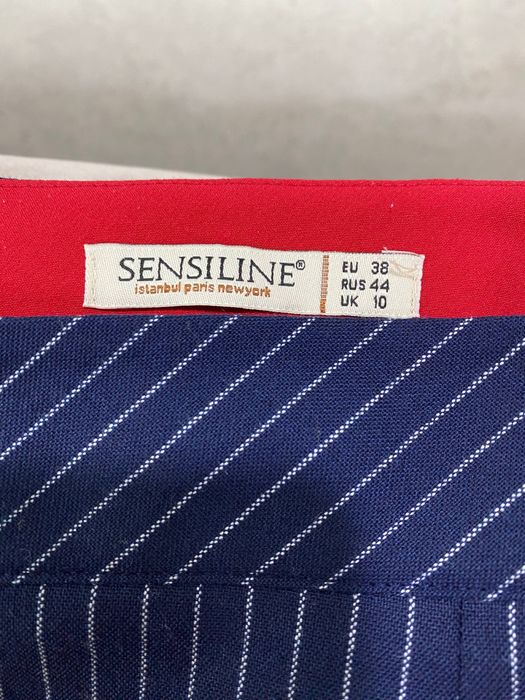 SENSILINE®
istanbul paris newyork
EU 38
RUS 44
UK 10